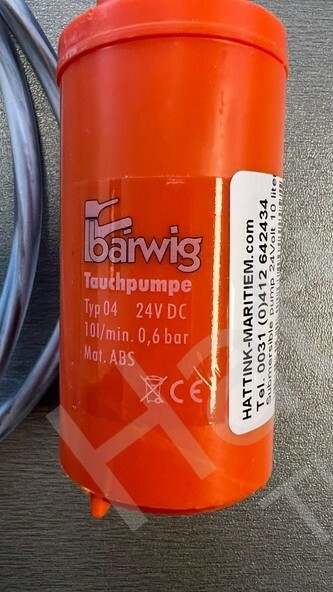 barwig
Tauchpumpe
Typ 04 24V DC
10l/min. 0,6 bar
Mat. ABS
CE
HATTINK-MARITIEM.com
Tel. 0031 (0)412 642434
Submersible pump 24Volt 10 liter